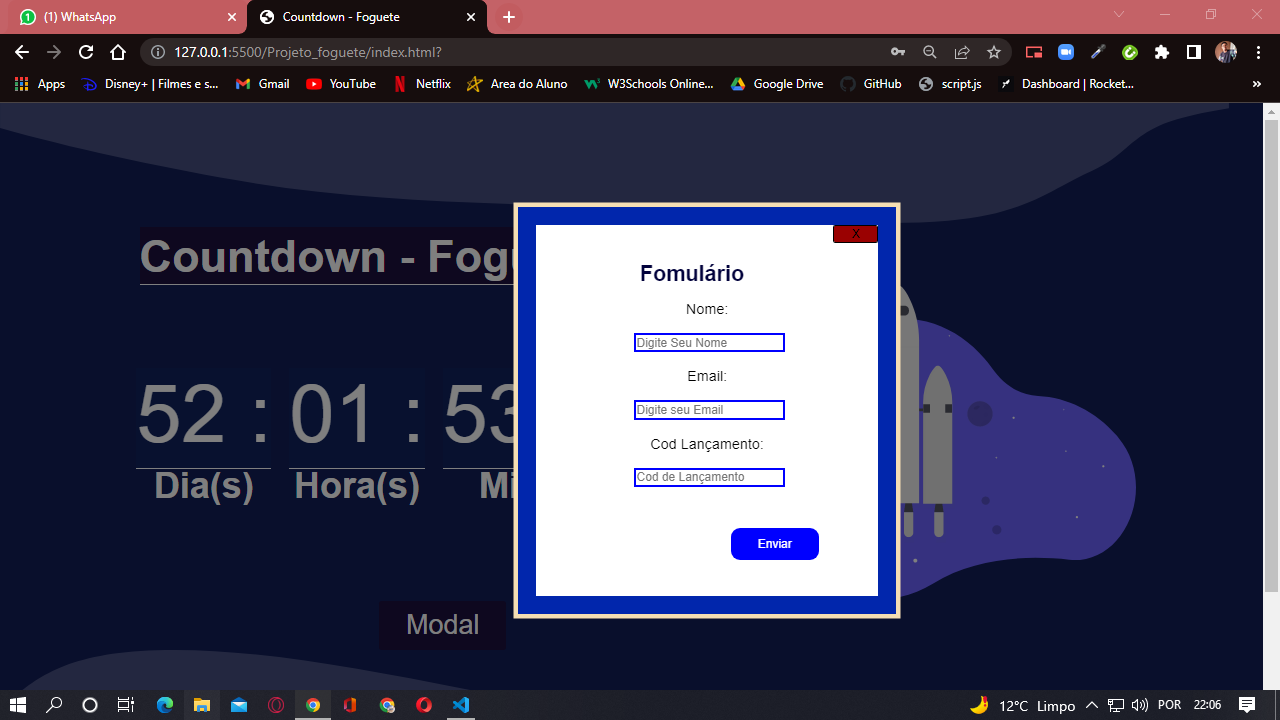 (1) WhatsApp
Countdown - Foguete
127.0.0.1:5500/Projeto_foguete/index.html?
Apps
Disney+ | Filmes e s...
Gmail
YouTube
Netflix
Area do Aluno
W3Schools Online...
Google Drive
GitHub
script.js
Dashboard | Rocket...
»
X
Countdown - Fogu
Fomulário
Nome:
Digite Seu Nome
Email:
Digite seu Email
Cod Lançamento:
Cod de Lançamento
Enviar
52 : 01 : 53
Dia(s) Hora(s) Mi
Modal
12°C Limpo
POR
22:06